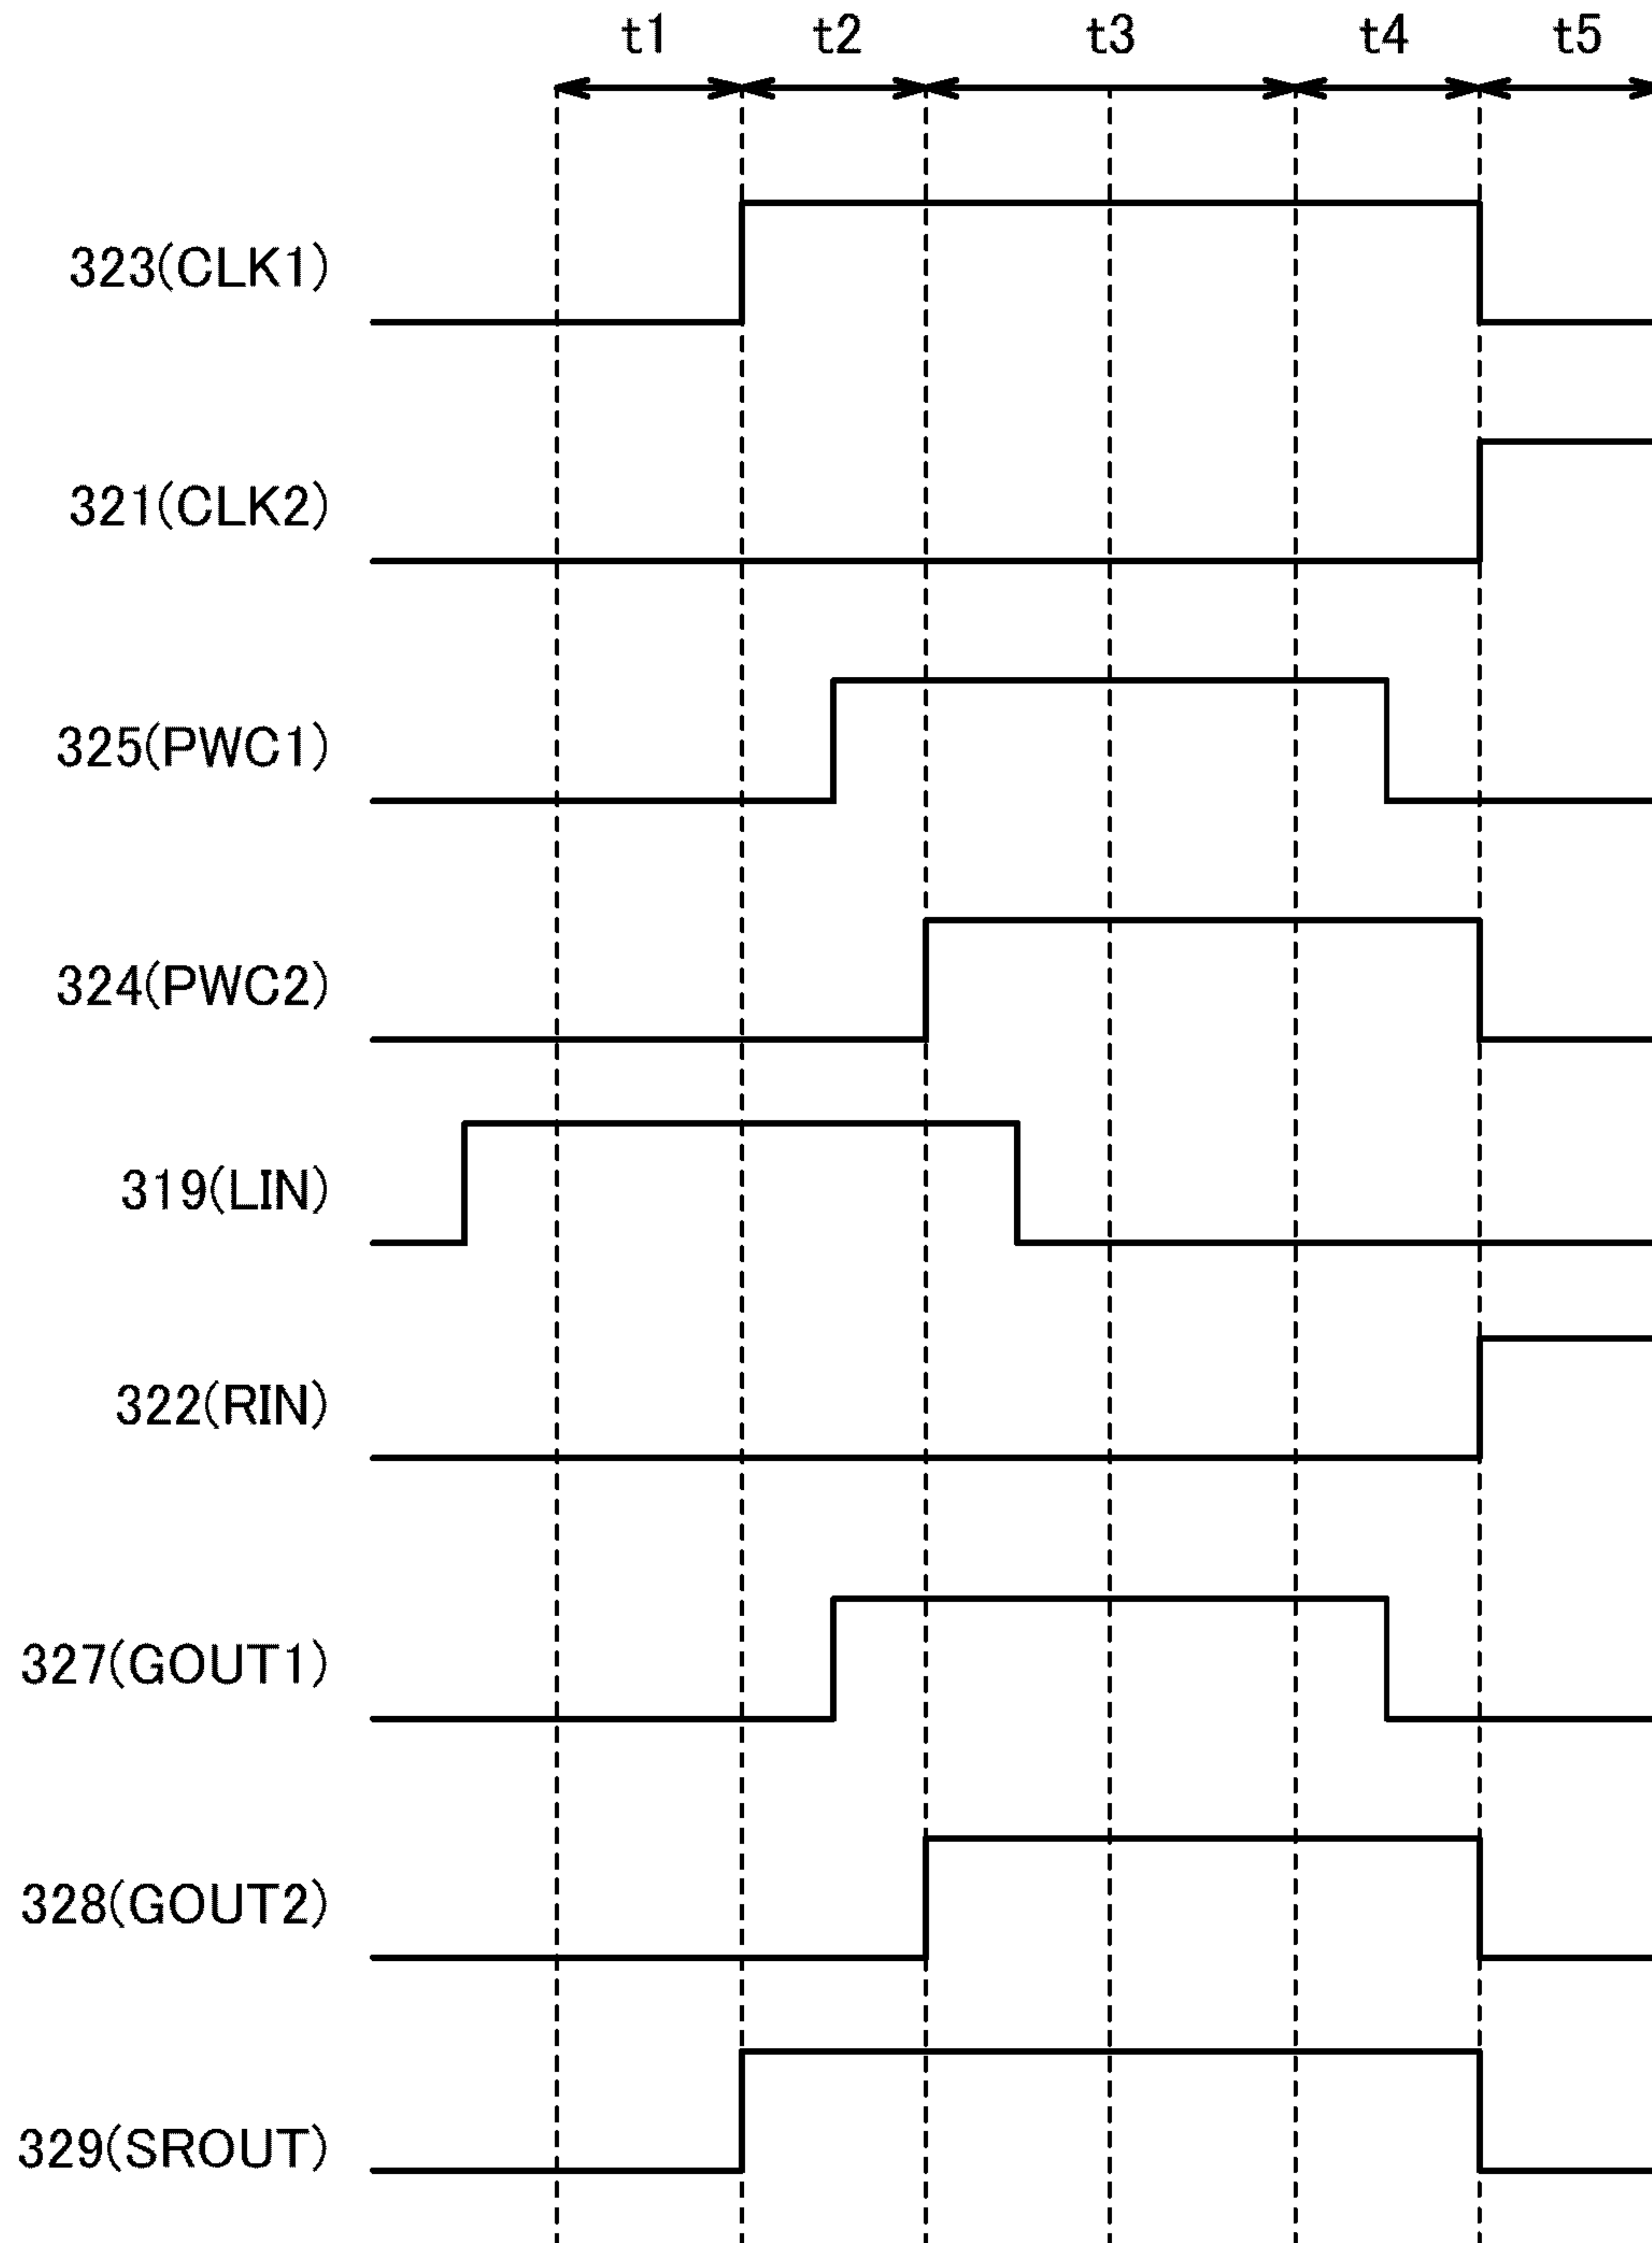 t1 t2 t3 t4 t5
323(CLK1)
321(CLK2)
325(PWC1)
324(PWC2)
319(LIN)
322(RIN)
327(GOUT1)
328(GOUT2)
329(SROUT)